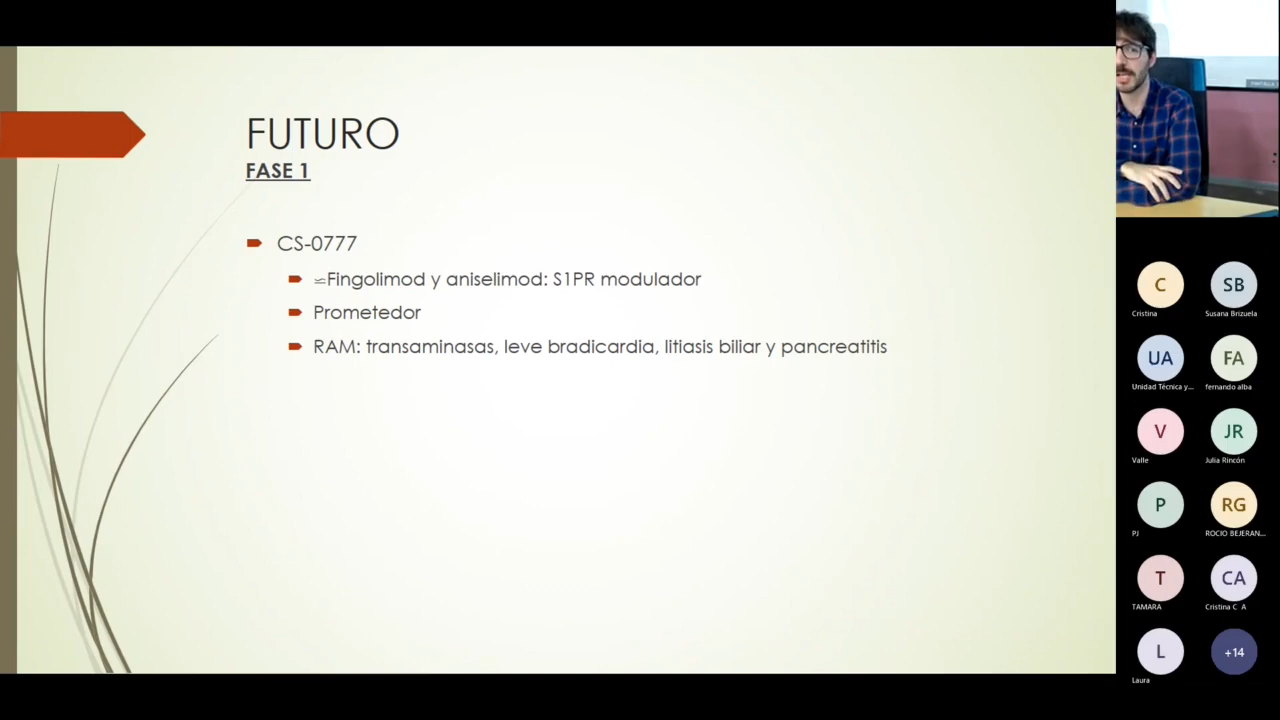 FUTURO
FASE 1
CS-0777
≃Fingolimod y aniselimod: S1PR modulador
Prometedor
RAM: transaminasas, leve bradicardia, litiasis biliar y pancreatitis
C
SB
Cristina
Susana Brizuela
UA
FA
Unidad Técnica y...
fernando alba
V
JR
Valle
Julia Rincón
P
RG
PJ
ROCIO BEJERAN...
T
CA
TAMARA
Cristina C A
L
+14
Laura